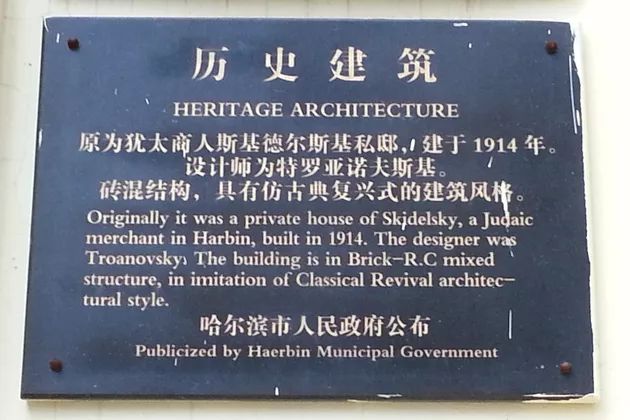 历史建筑
HERITAGE ARCHITECTURE
原为犹太商人斯基德尔斯基私邸，建于1914年。
设计师为特罗亚诺夫斯基。
砖混结构，具有仿古典复兴式的建筑风格。
Originally it was a private house of Skjdelsky, a Judaic
merchant in Harbin, built in 1914. The designer was
Troanovsky. The building is in Brick-R.C mixed
structure, in imitation of Classical Revival architec-
tural style.
哈尔滨市人民政府公布
Publicized by Haerbin Municipal Government